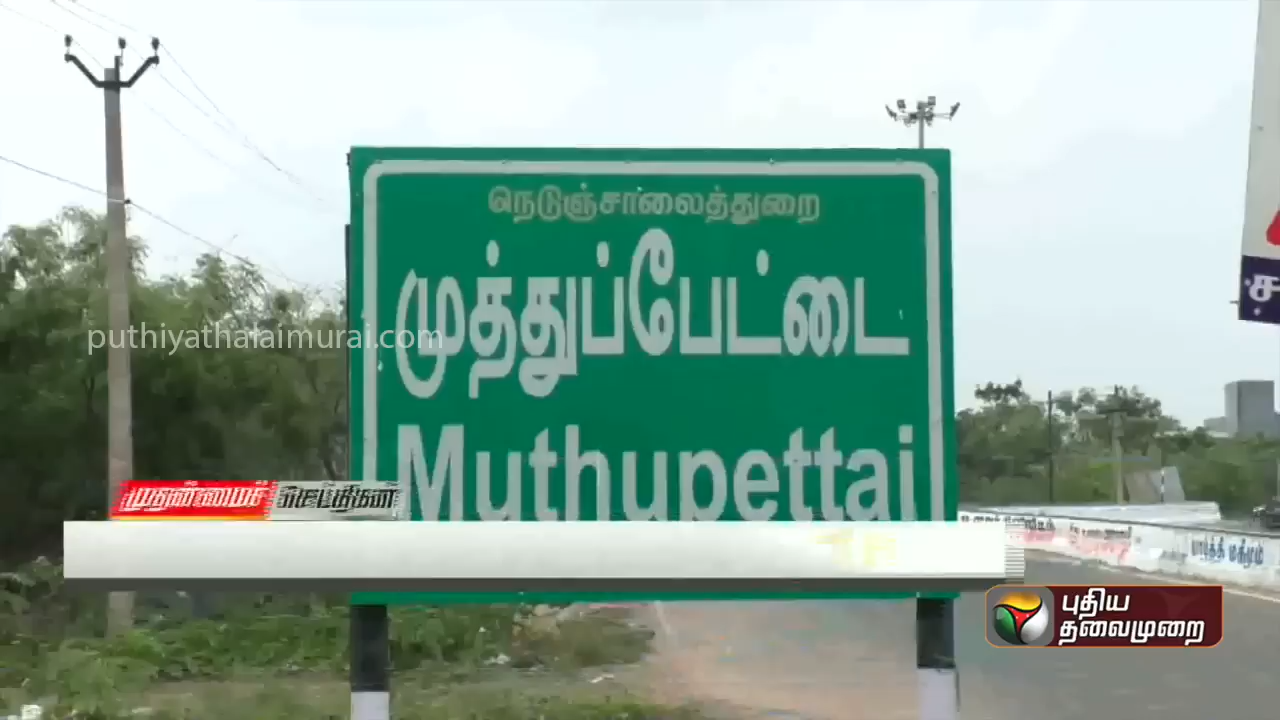 நெடுஞ்சாலைத்துறை
முத்துப்பேட்டை
puthiyathalaimurai.com
Muthupettai
முதன்மைச் செய்திகள்
புதிய
தலைமுறை
ச